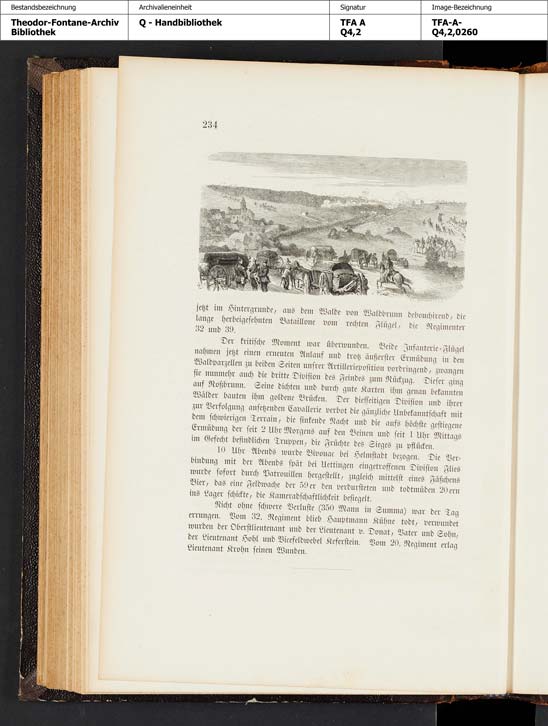 Bestandsbezeichnung Archivalieneinheit Signatur Image-Bezeichnung
Theodor-Fontane-Archiv Q - Handbibliothek TFA A TFA-A-
Bibliothek Q4,2 Q4,2,0260
234
jetzt im Hintergrunde, aus dem Walde von Waldbrunn debouchirend, die
lange herbeigesehnten Bataillone vom rechten Flügel, die Regimenter
32 und 39.
Der kritische Moment war überwunden. Beide Infanterie-Flügel
nahmen jetzt einen erneuten Anlauf und trotz äußerster Ermüdung in den
Waldparzellen zu beiden Seiten unsrer Artillerieposition vordringend, zwangen
sie nunmehr auch die dritte Division des Feindes zum Rückzug. Dieser ging
auf Roßbrunn. Seine dichten und durch gute Karten ihm genau bekannten
Wälder bauten ihm goldene Brücken. Der diesseitigen Division und ihrer
zur Verfolgung ansetzenden Cavallerie verbot die gänzliche Unbekanntschaft mit
dem schwierigen Terrain, die sinkende Nacht und die aufs höchste gestiegene
Ermüdung der seit 2 Uhr Morgens auf den Beinen und seit 1 Uhr Mittags
im Gefecht befindlichen Truppen, die Früchte des Sieges zu pflücken.
10 Uhr Abends wurde Bivouac bei Helmstadt bezogen. Die Ver-
bindung mit der Abends spät bei Uettingen eingetroffenen Division Flies
wurde sofort durch Patrouillen hergestellt, zugleich mittelst eines Fäßchens
Bier, das eine Feldwache der 59er den verdursteten und todtmüden 20ern
ins Lager schickte, die Kameradschaftlichkeit besiegelt.
Nicht ohne schwere Verluste (350 Mann in Summa) war der Tag
errungen. Vom 32. Regiment blieb Hauptmann Kühne todt, verwundet
wurden der Oberstlieutenant und der Lieutenant v. Donat, Vater und Sohn,
der Lieutenant Hohl und Vicefeldwebel Keferstein. Vom 20. Regiment erlag
Lieutenant Krohn seinen Wunden.